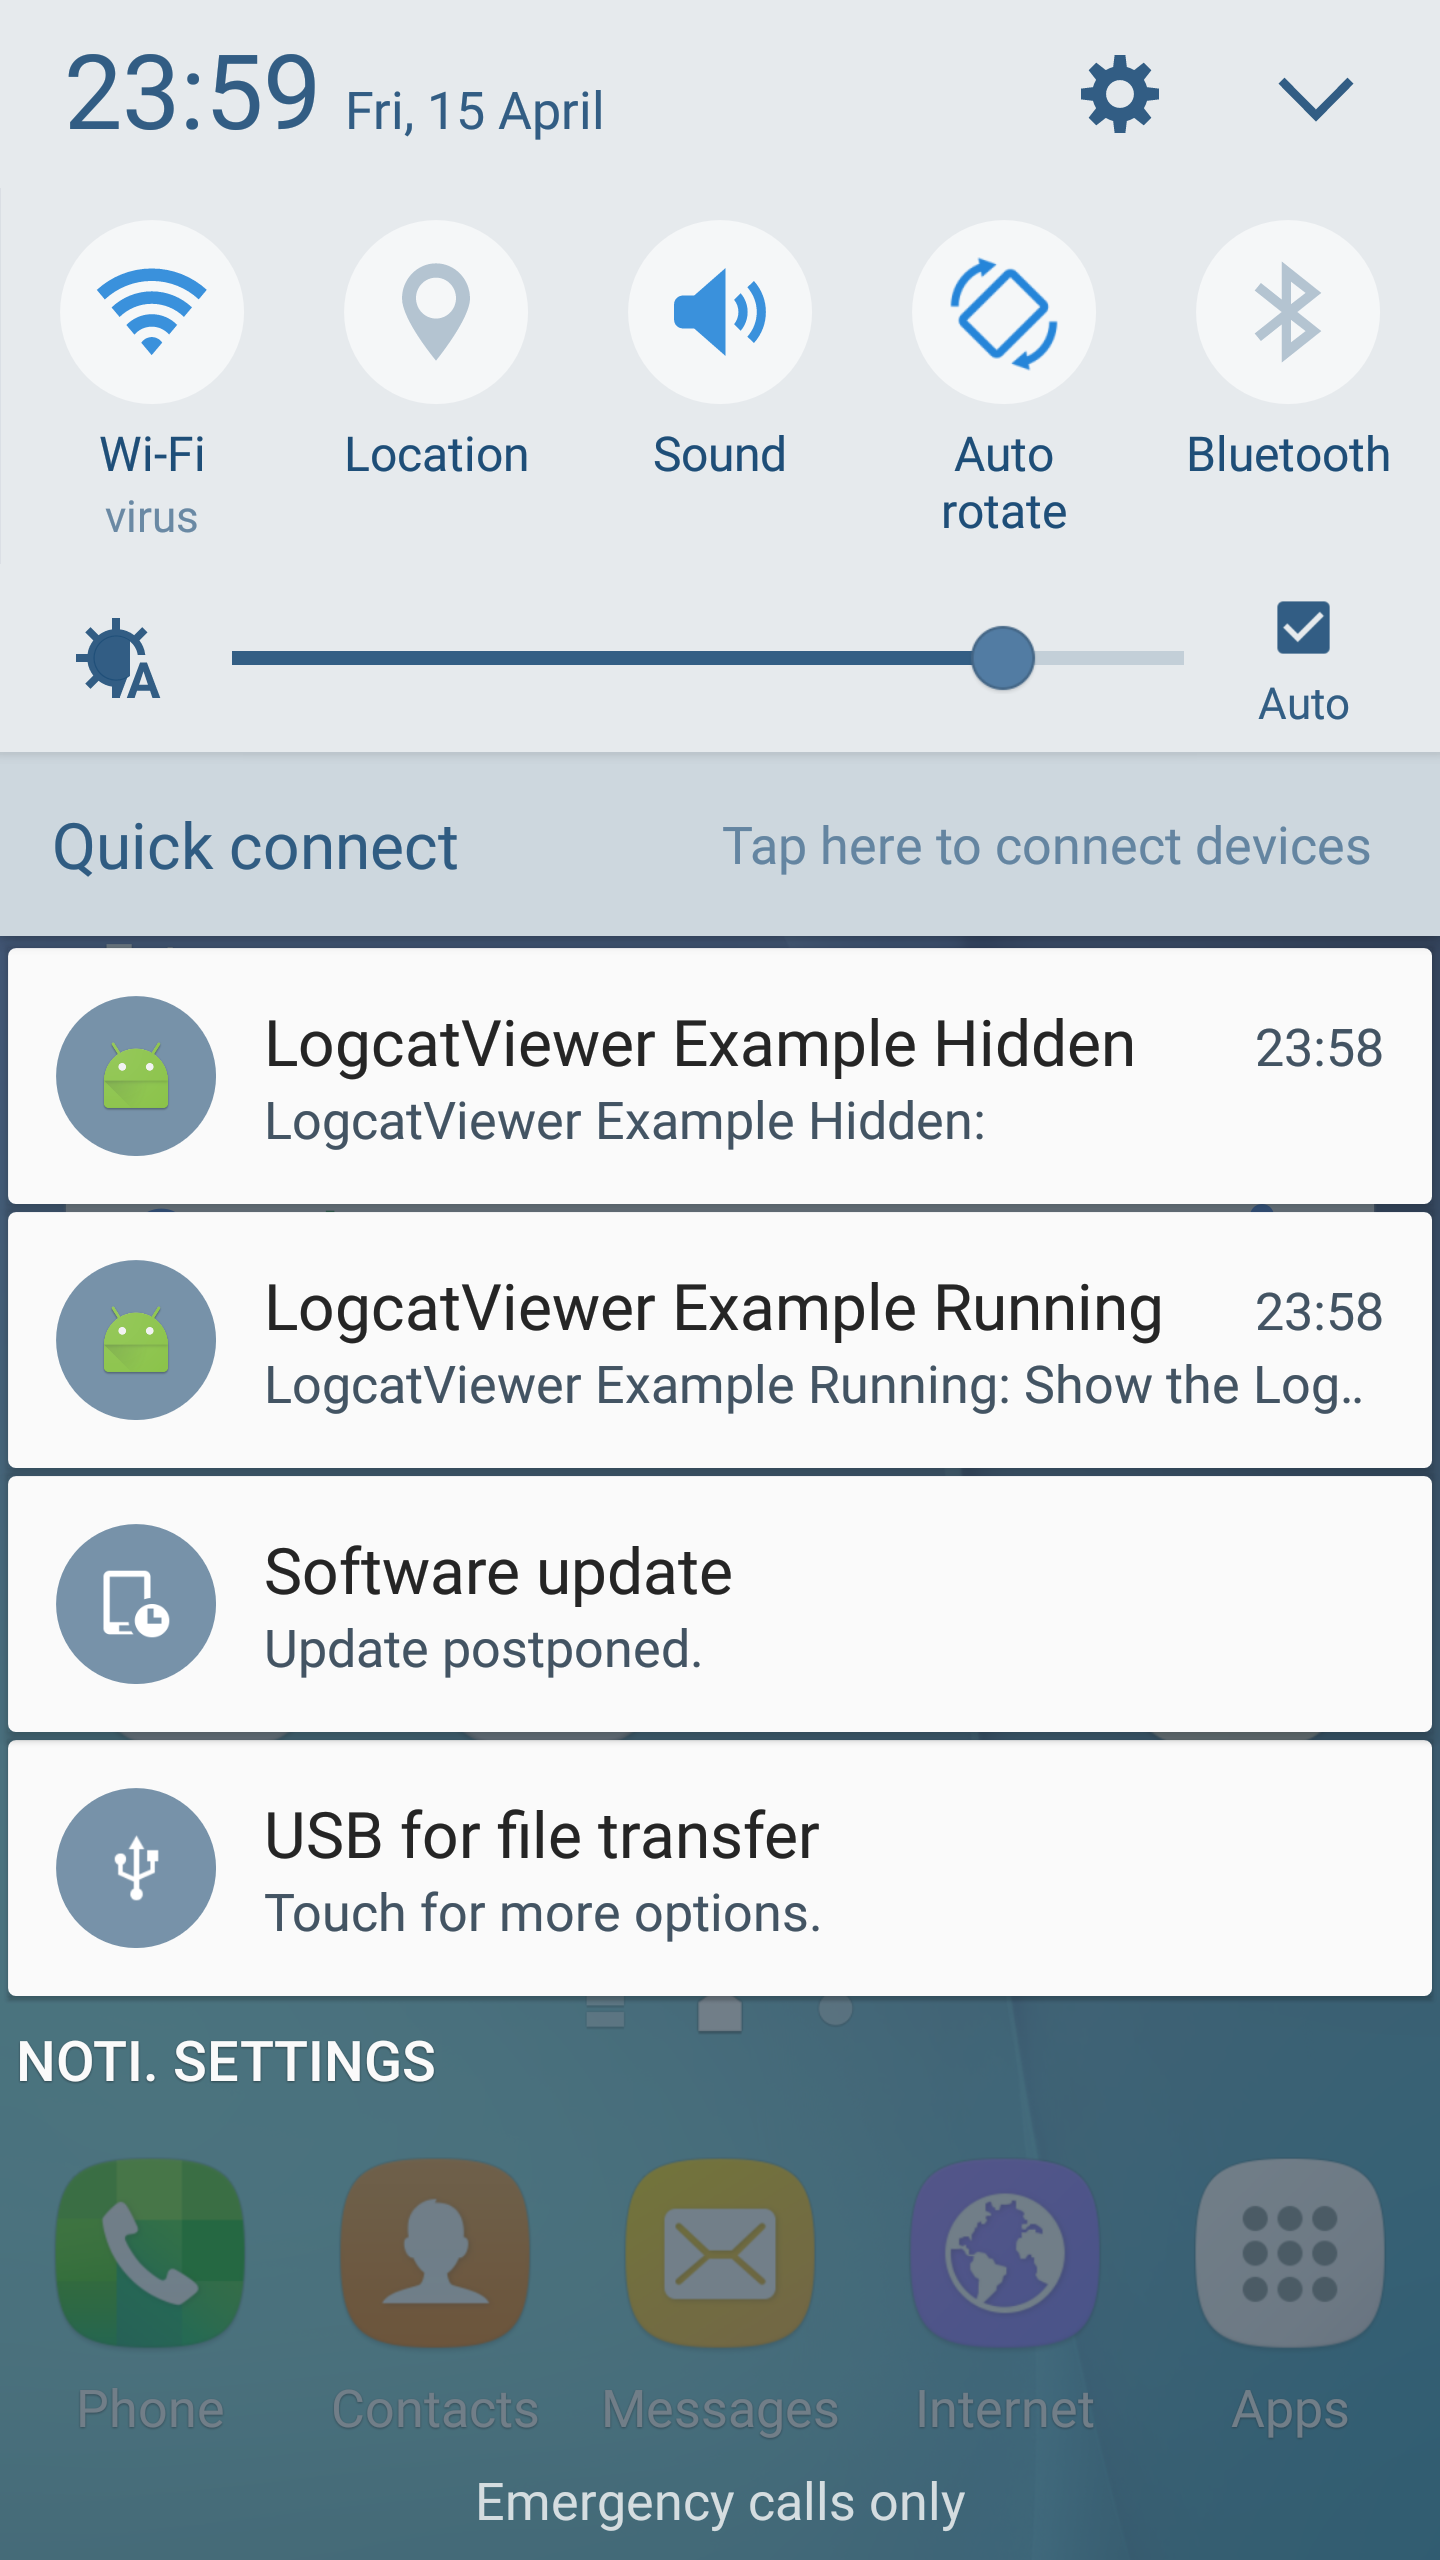 23:59 Fri, 15 April
Wi-Fi
virus
Location
Sound
Auto
rotate
Bluetooth
A
Auto
Quick connect Tap here to connect devices
LogcatViewer Example Hidden 23:58
LogcatViewer Example Hidden:
LogcatViewer Example Running 23:58
LogcatViewer Example Running: Show the Log..
Software update
Update postponed.
USB for file transfer
Touch for more options.
NOTI. SETTINGS
Phone Contacts Messages Internet Apps
Emergency calls only